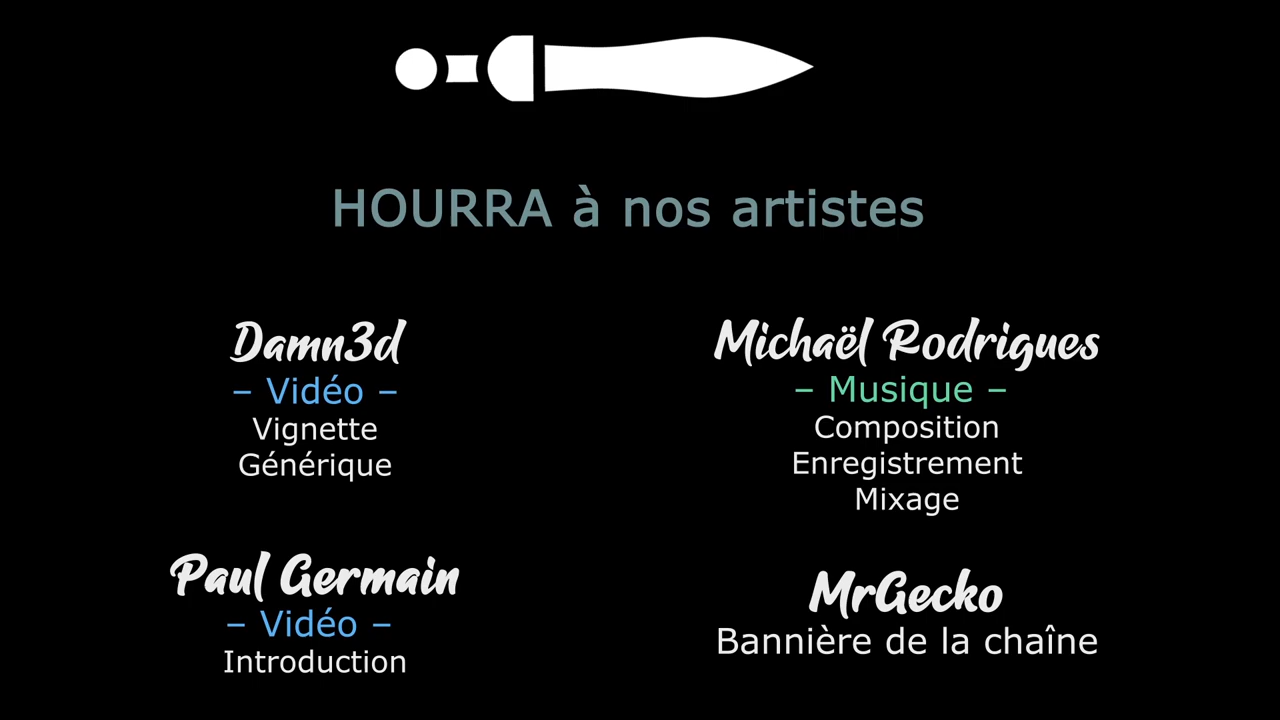 HOURRA à nos artistes
Damn3d
– Vidéo –
Vignette
Générique
Michaël Rodrigues
– Musique –
Composition
Enregistrement
Mixage
Paul Germain
– Vidéo –
Introduction
MrGecko
Bannière de la chaîne